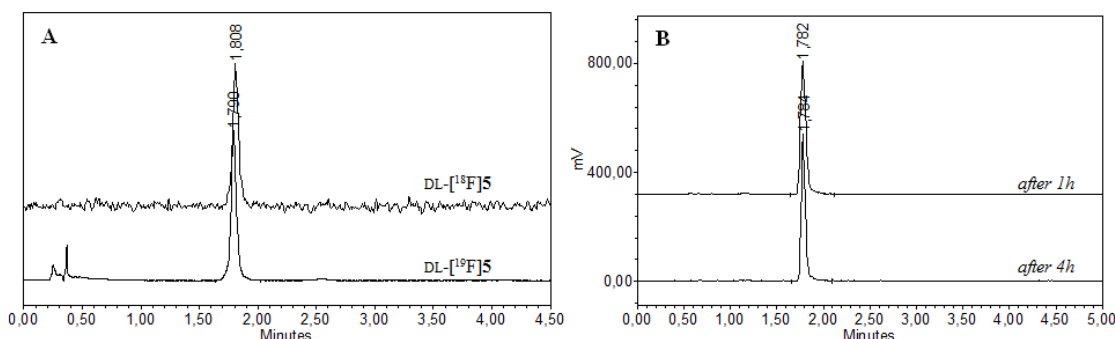 A
1,808
1,790
DL-[¹⁸F]5
DL-[¹⁹F]5
0,00 0,50 1,00 1,50 2,00 2,50 3,00 3,50 4,00 4,50
Minutes
B
1,782
1,784
800,00
400,00
0,00
mV
after 1h
after 4h
0,00 0,50 1,00 1,50 2,00 2,50 3,00 3,50 4,00 4,50 5,00
Minutes